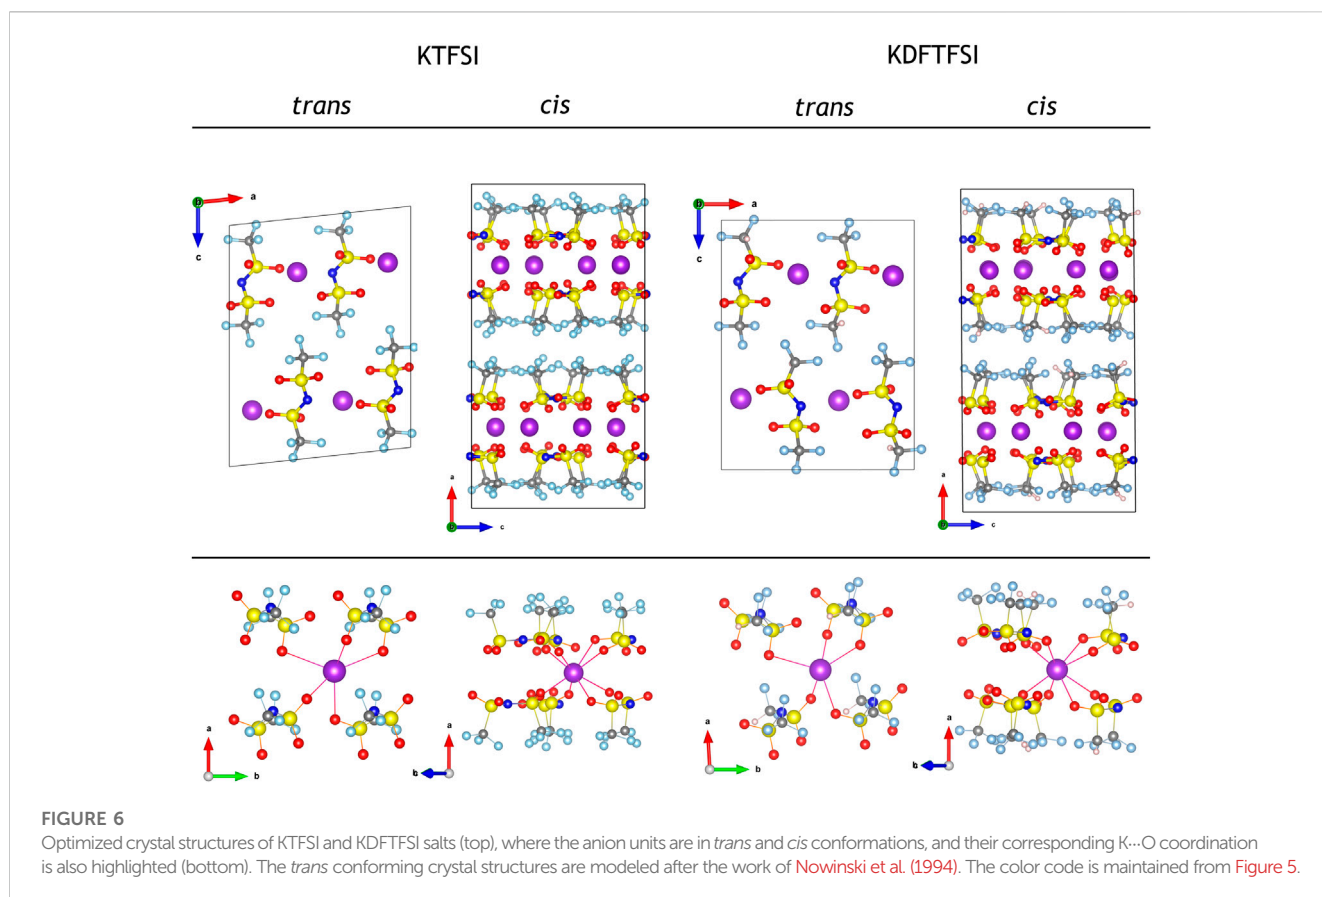 KTFSI KDFTFSI
trans cis trans cis
b a c
a b c
b a c
a b c
a b
a b
a b
a b
FIGURE 6
Optimized crystal structures of KTFSI and KDFTFSI salts (top), where the anion units are in trans and cis conformations, and their corresponding K···O coordination
is also highlighted (bottom). The trans conforming crystal structures are modeled after the work of Nowinski et al. (1994). The color code is maintained from Figure 5.